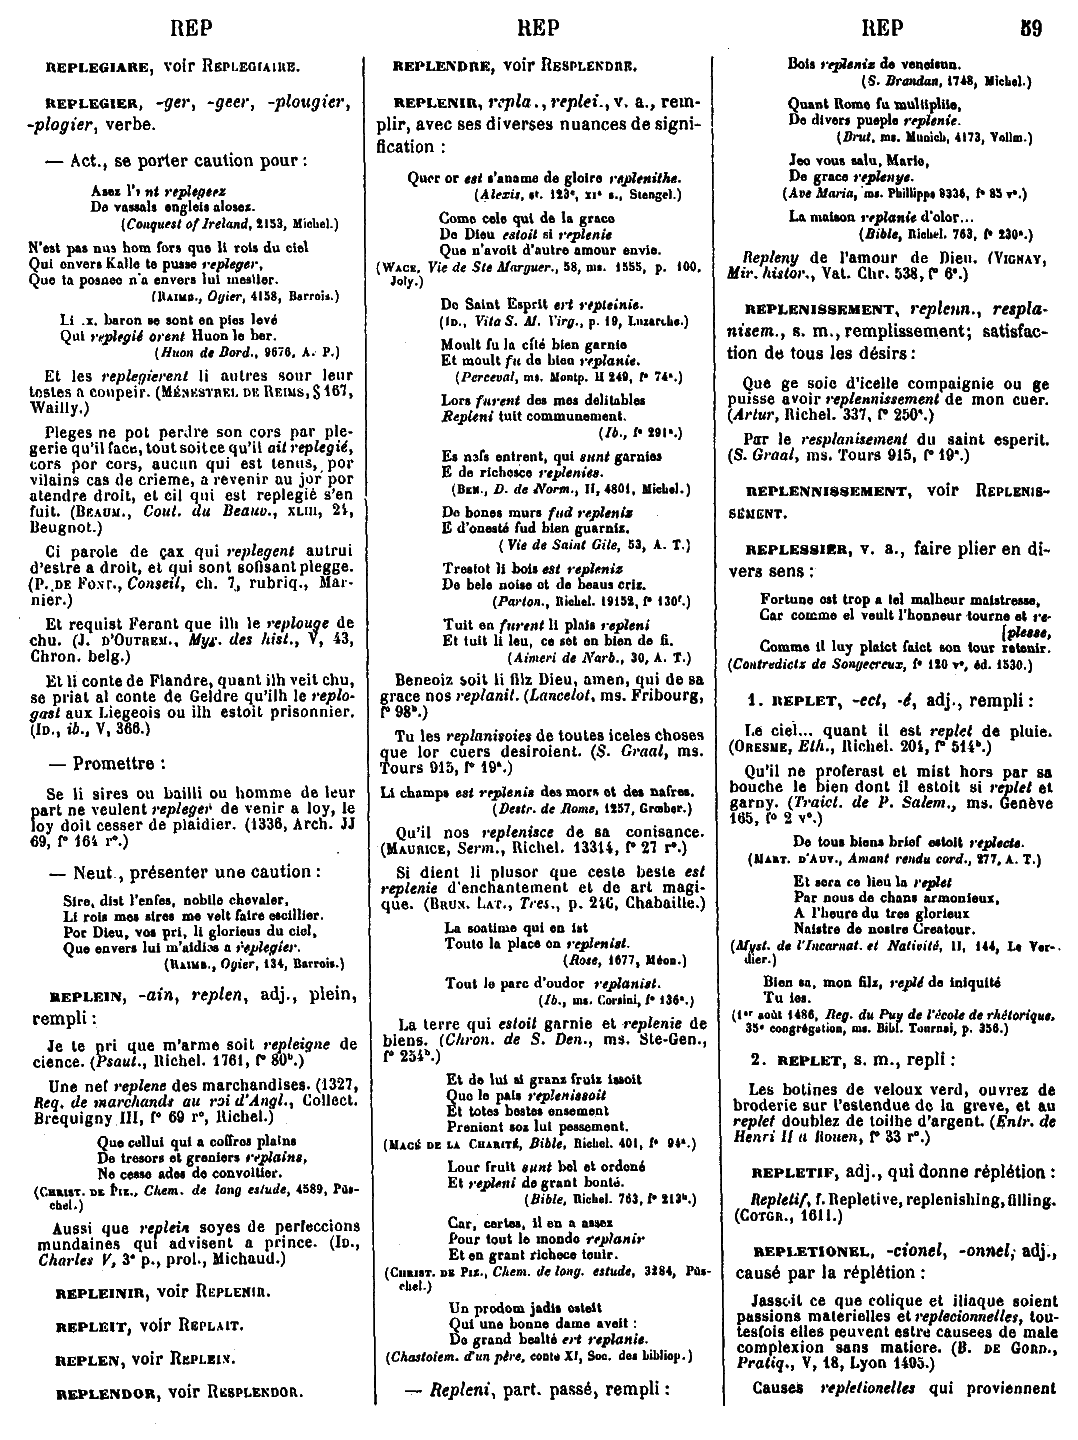 REP
REP
REP
59
REPLEGIARE, voir REPLEGIAIRE.
REPLEGIER, -ger, -geer, -plougier,
-plogier, verbe.
— Act., se porter caution pour :
Asez l'i nt replegeez
De vassals engleis alosez.
(Conquest of Ireland, 2153, Michel.)
N'est pas nus hom fors que li rois du ciel
Qui envers Kalle te pusse repleger,
Que ta posnee n'a envers lui mestier.
(RAIMB., Ogier, 4158, Barrois.)
Li .x. baron se sont en pies levé
Qui replegié orent Huon le ber.
(Huon de Bord., 9676, A. P.)
Et les replegierent li autres sour leur
testes a coupeir. (MÉNESTREL DE REIMS, § 167,
Wailly.)
Pleges ne pot perdre son cors par ple-
gerie qu'il face, tout soit ce qu'il ait replegié,
cors por cors, aucun qui est tenus, por
vilains cas de crieme, a revenir au jor por
atendre droit, et cil qui est replegié s'en
fuit. (BEAUM., Cout. du Beauv., XLIII, 24,
Beugnot.)
Ci parole de çax qui replegent autrui
d'estre a droit, et qui sont sofisant plegge.
(P. DE FONT., Conseil, ch. 7, rubriq., Mar-
nier.)
Et requist Ferant que ilh le replouge de
chu. (J. D'OUTREM., Myr. des hist., V, 43,
Chron. belg.)
Et li conte de Flandre, quant ilh veit chu,
se priat al conte de Geldre qu'ilh le replo-
gast aux Liegeois ou ilh estoit prisonnier.
(ID., ib., V, 366.)
— Promettre :
Se li sires ou bailli ou homme de leur
part ne veulent repleger de venir a loy, le
loy doit cesser de plaidier. (1336, Arch. JJ
69, f° 164 r°.)
— Neut., présenter une caution :
Sire, dist l'enfes, nobile chevaler,
Li rois mes sires me velt faire escillier.
Por Dieu, vos pri, li glorieus du ciel,
Que envers lui m'aidiés a replegier.
(RAIMB., Ogier, 134, Barrois.)
REPLEIN, -ain, replen, adj., plein,
rempli :
Je te pri que m'arme soit repleigne de
cience. (Psaut., Richel. 1761, f° 80ᵇ.)
Une nef replene des marchandises. (1327,
Req. de marchands au roi d'Angl., Collect.
Brequigny III, f° 69 r°, Richel.)
Que cellui qui a coffres plains
De tresors et greniers replains,
Ne cesse ades de convoitier.
(CHRIST. DE PIZ., Chem. de long estude, 4589, Püs-
chel.)
Aussi que replein soyes de perfeccions
mundaines qui advisent a prince. (ID.,
Charles V, 3ᵉ p., prol., Michaud.)
REPLEINIR, voir REPLENIR.
REPLEIT, voir REPLAIT.
REPLEN, voir REPLEIN.
REPLENDOR, voir RESPLENDOR.
REPLENDRE, voir RESPLENDRE.
REPLENIR, repla., replei., v. a., rem-
plir, avec ses diverses nuances de signi-
fication :
Quer or est s'aname de gloire replenithe.
(Alexis, st. 123ᵉ, XIᵉ s., Stengel.)
Come cele qui de la grace
De Dieu estoit si replenie
Que n'avoit d'autre amour envie.
(WACE, Vie de Ste Marguer., 58, ms. 1555, p. 100,
Joly.)
De Saint Esprit ert repleinie.
(ID., Vita S. M. Virg., p. 19, Luzarche.)
Moult fu la cité bien garnie
Et moult fu de bien replanie.
(Perceval, ms. Montp. H 249, f° 74ᵃ.)
Lors furent des mes delitables
Repleni tuit communement.
(Ib., f° 291ᵃ.)
Es nefs entrent, qui sunt garnies
E de richesce replenies.
(BEN., D. de Norm., II, 4801, Michel.)
De bones murs fud repleniz
E d'onesté fud bien guarniz.
(Vie de Saint Gile, 53, A. T.)
Trestot li bois est repleniz
De bele noise et de beaus criz.
(Parton., Richel. 19152, f° 130ᶠ.)
Tuit en furent li plais repleni
Et tuit li leu, ce set on bien de fi.
(Aimeri de Narb., 30, A. T.)
Beneoiz soit li filz Dieu, amen, qui de sa
grace nos replanit. (Lancelot, ms. Fribourg,
f° 98ᵇ.)
Tu les replanisoies de toutes iceles choses
que lor cuers desiroient. (S. Graal, ms.
Tours 915, f° 19ᵃ.)
Li champs est replenis des mors et des nafres.
(Destr. de Rome, 1257, Grœber.)
Qu'il nos replenisce de sa conisance.
(MAURICE, Serm., Richel. 13314, f° 27 r°.)
Si dient li plusor que ceste beste est
replenie d'enchantement et de art magi-
que. (BRUN. LAT., Tres., p. 246, Chabaille.)
La soatime qui en ist
Toute la place en replenist.
(Rose, 1677, Méon.)
Tout le parc d'oudor replanist.
(Ib., ms. Corsini, f° 136ᵃ.)
La terre qui estoit garnie et replenie de
biens. (Chron. de S. Den., ms. Ste-Gen.,
f° 254ᵇ.)
Et de lui si granz fruiz issoit
Que le païs replenissoit
Et totes bestes ensement
Prenient soz lui pessement.
(MACÉ DE LA CHARITÉ, Bible, Richel. 401, f° 94ᵃ.)
Lour fruit sunt bel et ordené
Et repleni de grant bonté.
(Bible, Richel. 763, f° 213ᵇ.)
Car, certes, il en a assez
Pour tout le monde replanir
Et en grant richece tenir.
(CHRIST. DE PIZ., Chem. de long. estude, 3284, Püs-
chel.)
Un prodom jadis esteit
Qui une bonne dame aveit :
De grand bealté ert replanie.
(Chastoiem. d'un père, conte XI, Soc. des bibliop.)
— Repleni, part. passé, rempli :
Bois repleniz de veneisun.
(S. Brandan, 1748, Michel.)
Quant Rome fu multiplite,
De divers pueple replenie.
(Brut, ms. Munich, 4173, Vollm.)
Jeo vous salu, Marie,
De grace replenye.
(Ave Maria, ms. Phillipps 8336, f° 85 v°.)
La maison replanie d'olor...
(Bible, Richel. 763, f° 230ᵃ.)
Repleny de l'amour de Dieu. (VIGNAY,
Mir. histor., Vat. Chr. 538, f° 6ᵃ.)
REPLENISSEMENT, replenn., respla-
nisem., s. m., remplissement; satisfac-
tion de tous les désirs :
Que ge soie d'icelle compaignie ou ge
puisse avoir replennissement de mon cuer.
(Artur, Richel. 337, f° 250ᵃ.)
Par le resplanisement du saint esperit.
(S. Graal, ms. Tours 915, f° 19ᵃ.)
REPLENNISSEMENT, voir REPLENIS-
SEMENT.
REPLESSIER, v. a., faire plier en di-
vers sens :
Fortune est trop a tel malheur maistresse,
Car comme el veult l'honneur tourne et re-
[plesse,
Comme il luy plaict faict son tour retenir.
(Contredictz de Songecreux, f° 120 v°, éd. 1530.)
1. REPLET, -ect, -é, adj., rempli :
Le ciel... quant il est replet de pluie.
(ORESME, Eth., Richel. 204, f° 514ᵇ.)
Qu'il ne proferast et mist hors par sa
bouche le bien dont il estoit si replet et
garny. (Traict. de P. Salem., ms. Genève
165, f° 2 v°.)
De tous biens brief estoit replecte.
(MART. D'AUV., Amant rendu cord., 277, A. T.)
Et sera ce lieu la replet
Par nous de chans armonieux,
A l'heure du tres glorieux
Naistre de nostre Createur.
(Myst. de l'Incarnat. et Nativité, II, 144, Le Ver-
dier.)
Bien sa, mon filz, replé de iniquité
Tu ies.
(1ᵉʳ août 1486, Reg. du Puy de l'école de rhétorique,
35ᵉ congrégation, ms. Bibl. Tournai, p. 356.)
2. REPLET, s. m., repli :
Les botines de veloux verd, ouvrez de
broderie sur l'estendue de la greve, et au
replet doublez de toilhe d'argent. (Entr. de
Henri II a Rouen, f° 33 r°.)
REPLETIF, adj., qui donne réplétion :
Repletif, f. Repletive, replenishing, filling.
(COTGR., 1611.)
REPLETIONEL, -cionel, -onnel, adj.,
causé par la réplétion :
Jassoit ce que colique et iliaque soient
passions materielles et replecionnelles, tou-
tesfois elles peuvent estre causees de male
complexion sans matiere. (B. DE GORD.,
Pratiq., V, 18, Lyon 1495.)
Causes repletionelles qui proviennent